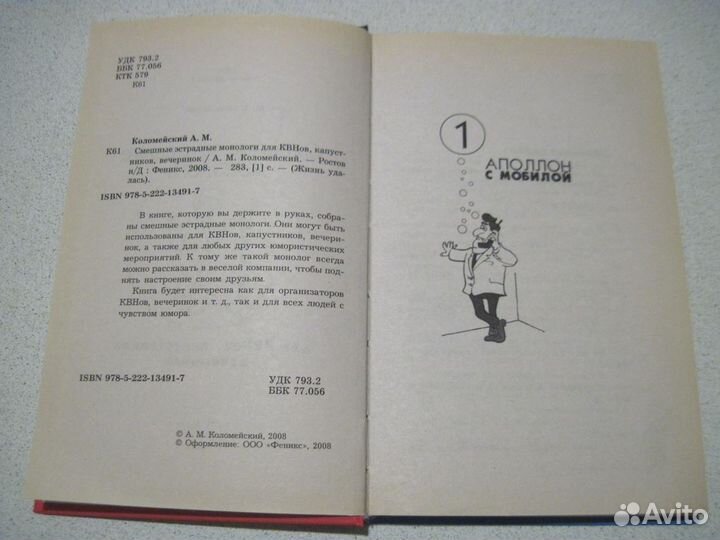 УДК 793.2
ББК 77.056
КТК 579
К61
Коломейский А. М.
К61 Смешные эстрадные монологи для КВНов, капуст-
ников, вечеринок / А. М. Коломейский. — Ростов
н/Д : Феникс, 2008. — 283, [1] с. — (Жизнь уда-
лась).
ISBN 978-5-222-13491-7
В книге, которую вы держите в руках, собра-
ны смешные эстрадные монологи. Они могут быть
использованы для КВНов, капустников, вечери-
нок, а также для любых других юмористических
мероприятий. К тому же такой монолог всегда
можно рассказать в веселой компании, чтобы под-
нять настроение своим друзьям.
Книга будет интересна как для организаторов
КВНов, вечеринок и т. д., так и для всех людей с
чувством юмора.
ISBN 978-5-222-13491-7
УДК 793.2
ББК 77.056
© А. М. Коломейский, 2008
© Оформление: ООО «Феникс», 2008
1
АПОЛЛОН
С МОБИЛОЙ
Avito